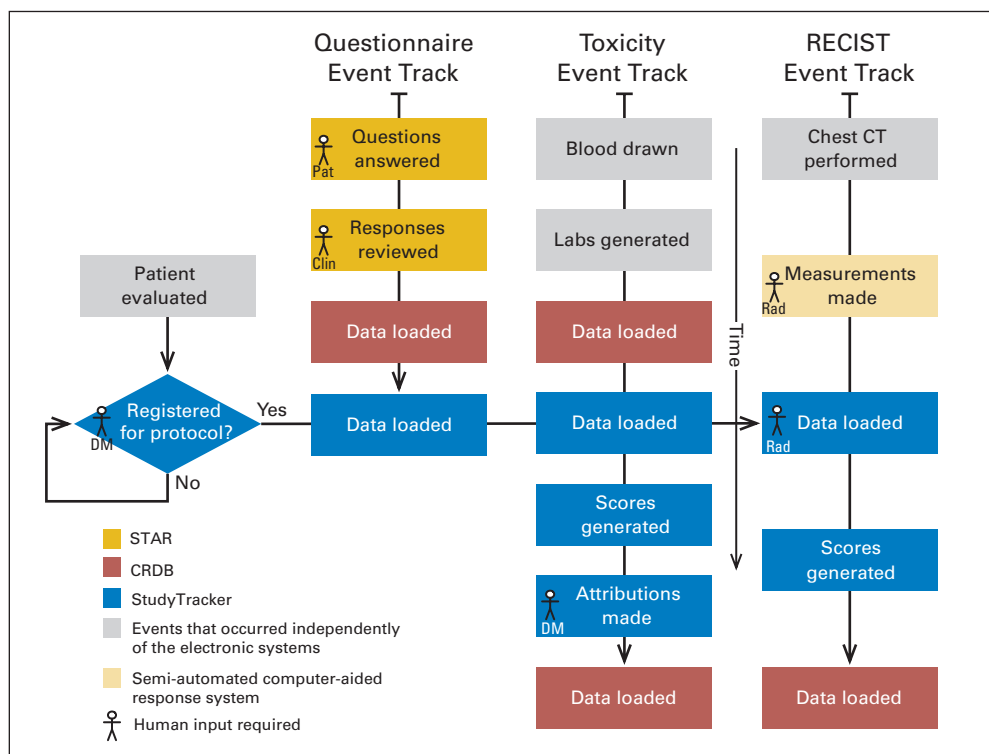 Questionnaire
Event Track
Toxicity
Event Track
RECIST
Event Track
Questions
answered
Pat
Responses
reviewed
Clin
Data loaded
Data loaded
Blood drawn
Labs generated
Data loaded
Data loaded
Scores
generated
Attributions
made
DM
Data loaded
Time
Chest CT
performed
Measurements
made
Rad
Data loaded
Rad
Scores
generated
Data loaded
Patient
evaluated
Registered
for protocol?
DM
Yes
No
STAR
CRDB
StudyTracker
Events that occurred independently
of the electronic systems
Semi-automated computer-aided
response system
Human input required